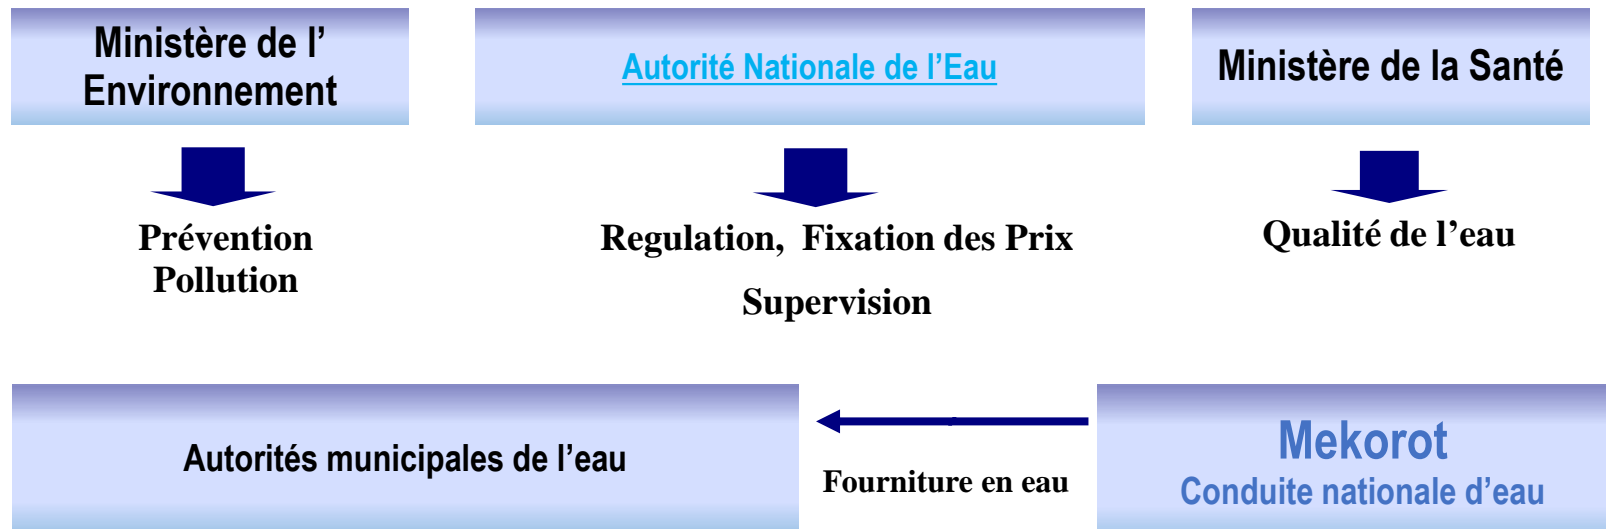 Ministère de l’
Environnement
Autorité Nationale de l’Eau
Ministère de la Santé
Prévention
Pollution
Regulation, Fixation des Prix
Supervision
Qualité de l’eau
Autorités municipales de l’eau
Fourniture en eau
Mekorot
Conduite nationale d’eau